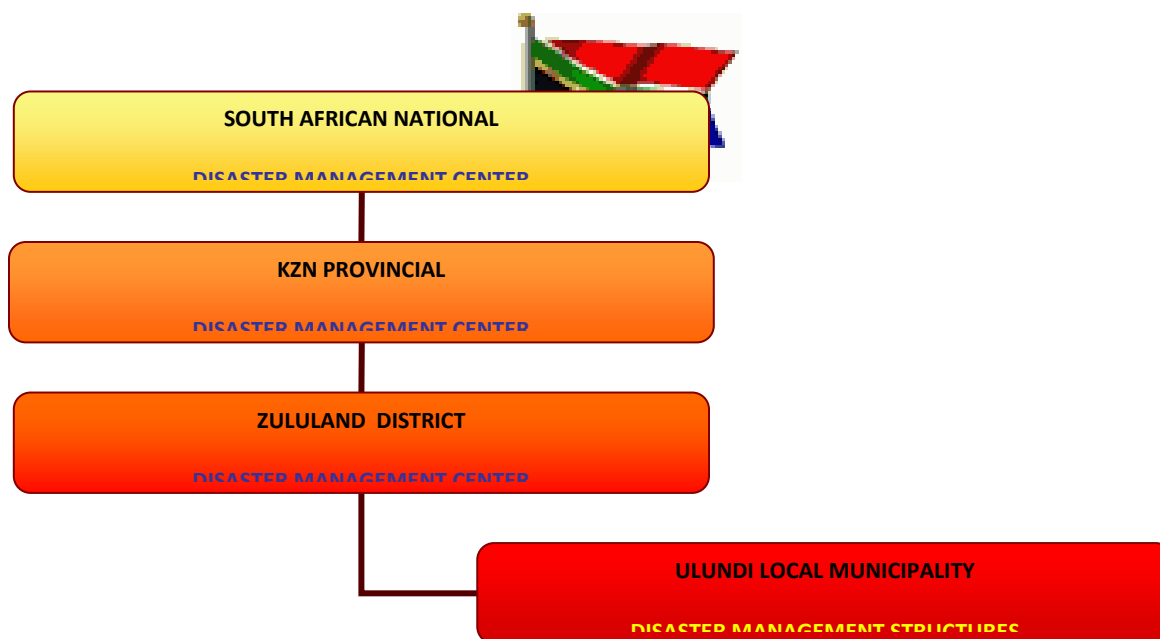 SOUTH AFRICAN NATIONAL
DISASTER MANAGEMENT CENTER
KZN PROVINCIAL
DISASTER MANAGEMENT CENTER
ZULULAND DISTRICT
DISASTER MANAGEMENT CENTER
ULUNDI LOCAL MUNICIPALITY
DISASTER MANAGEMENT STRUCTURES